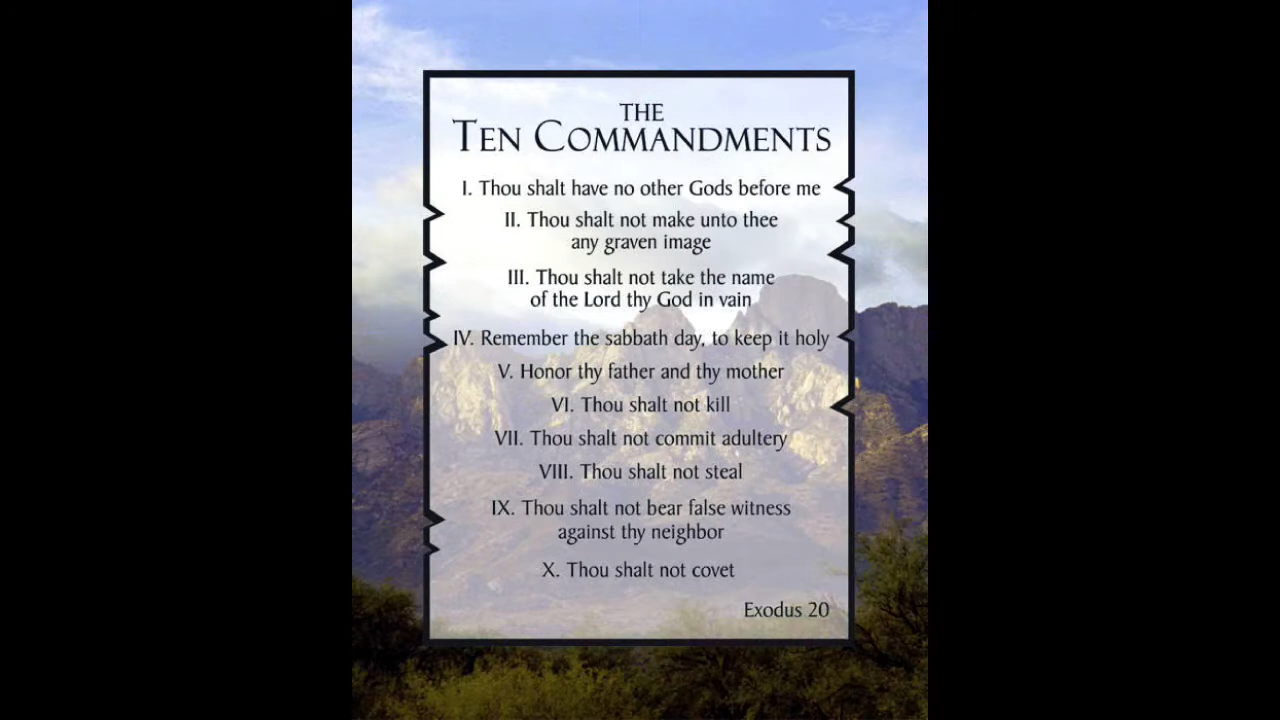 THE
TEN COMMANDMENTS
I. Thou shalt have no other Gods before me
II. Thou shalt not make unto thee
any graven image
III. Thou shalt not take the name
of the Lord thy God in vain
IV. Remember the sabbath day, to keep it holy
V. Honor thy father and thy mother
VI. Thou shalt not kill
VII. Thou shalt not commit adultery
VIII. Thou shalt not steal
IX. Thou shalt not bear false witness
against thy neighbor
X. Thou shalt not covet
Exodus 20